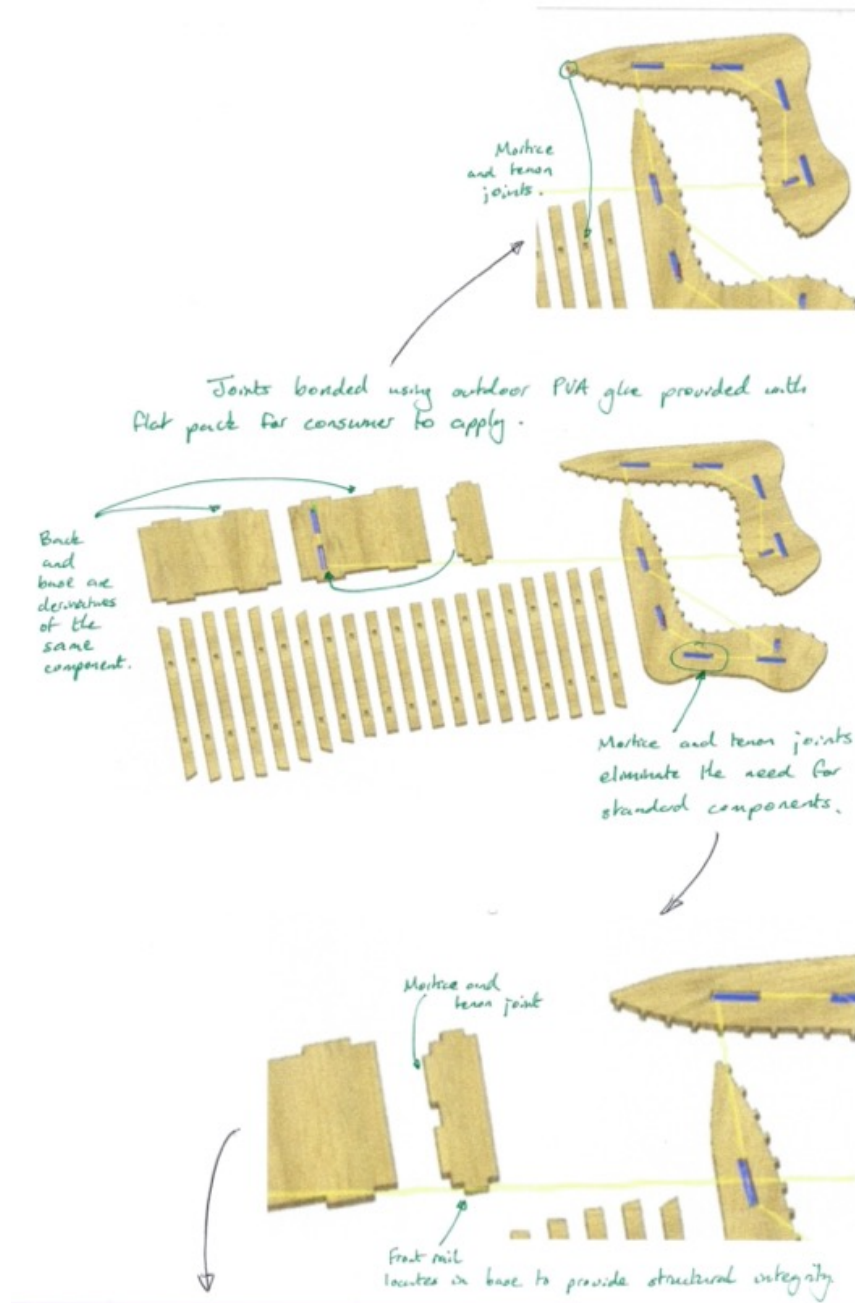 Mortice
and tenon
joints.
Joints bonded using outdoor PVA glue provided with
flat pack for consumer to apply.
Back
and
base are
derivatives
of the
same
component.
Mortice and tenon joints
eliminate the need for
standard components.
Mortice and
tenon joint
Front rail
locates in base to provide structural integrity.